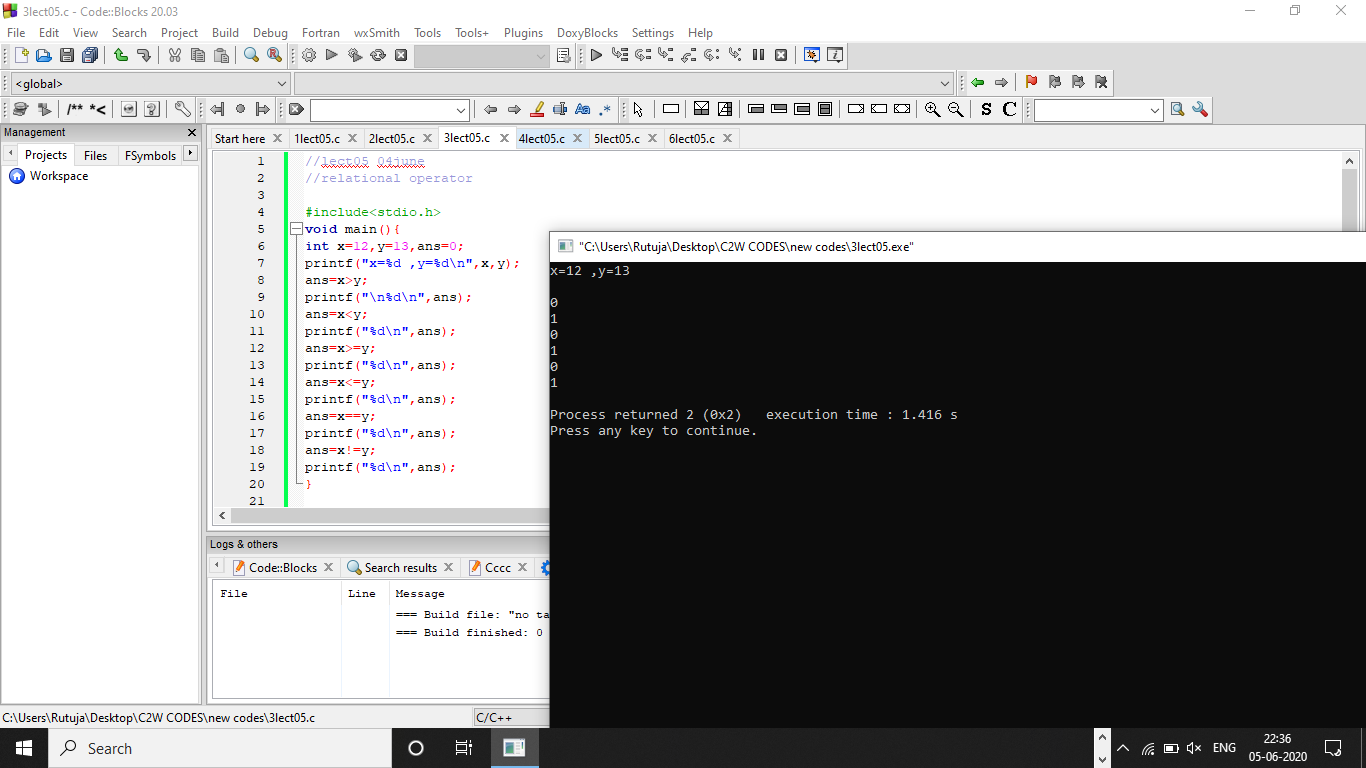 3lect05.c - Code::Blocks 20.03
File Edit View Search Project Build Debug Fortran wxSmith Tools Tools+ Plugins DoxyBlocks Settings Help
<global>
/** *<
S C
Management
Projects Files FSymbols
Workspace
Start here 1lect05.c 2lect05.c 3lect05.c 4lect05.c 5lect05.c 6lect05.c
1 //lect05 04june
2 //relational operator
3
4 #include<stdio.h>
5 void main(){
6 int x=12,y=13,ans=0;
7 printf("x=%d ,y=%d\n",x,y);
8 ans=x>y;
9 printf("\n%d\n",ans);
10 ans=x<y;
11 printf("%d\n",ans);
12 ans=x>=y;
13 printf("%d\n",ans);
14 ans=x<=y;
15 printf("%d\n",ans);
16 ans=x==y;
17 printf("%d\n",ans);
18 ans=x!=y;
19 printf("%d\n",ans);
20 }
21
"C:\Users\Rutuja\Desktop\C2W CODES\new codes\3lect05.exe"
x=12 ,y=13
0
1
0
1
0
1
Process returned 2 (0x2) execution time : 1.416 s
Press any key to continue.
Logs & others
Code::Blocks Search results Cccc
File Line Message
=== Build file: "no ta
=== Build finished: 0
C:\Users\Rutuja\Desktop\C2W CODES\new codes\3lect05.c C/C++
Search
ENG
22:36
05-06-2020